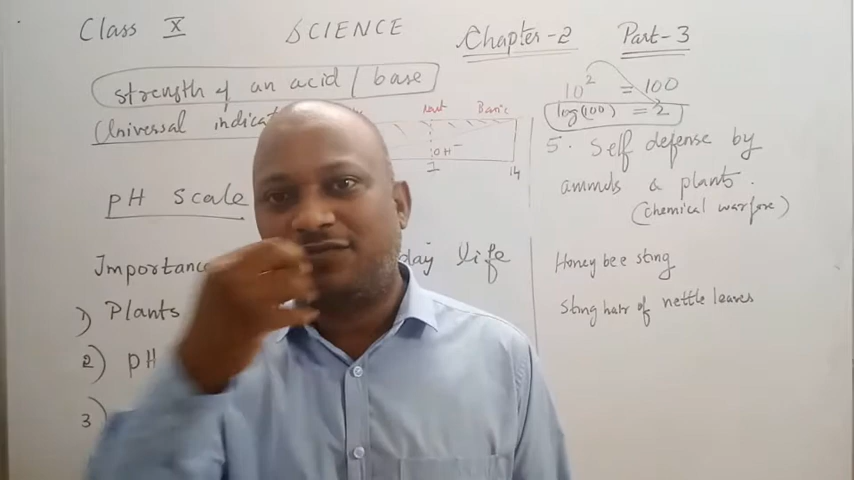 Class X SCIENCE Chapter-2 Part-3
strength of an acid / base
Universal
pH Scale
Importance day life
1) Plants
2) pH
3)
Basic
OH⁻
14
10² = 100
log(100) = 2
5. Self defense by
animals & plants.
(chemical warfore)
Honey bee sting
Sting hair of nettle leaves